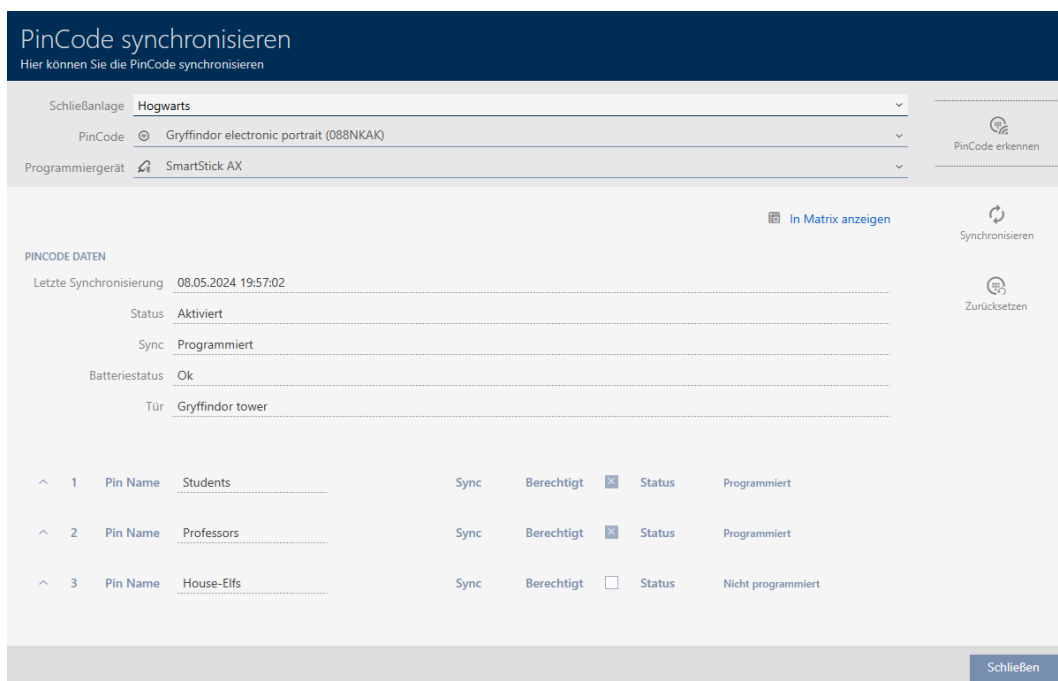 PinCode synchronisieren
Hier können Sie die PinCode synchronisieren
Schließanlage Hogwarts
PinCode Gryffindor electronic portrait (088NKAK)
PinCode erkennen
Programmiergerät SmartStick AX
In Matrix anzeigen
Synchronisieren
PINCODE DATEN
Letzte Synchronisierung 08.05.2024 19:57:02
Zurücksetzen
Status Aktiviert
Sync Programmiert
Batteriestatus Ok
Tür Gryffindor tower
1 Pin Name Students Sync Berechtigt Status Programmiert
2 Pin Name Professors Sync Berechtigt Status Programmiert
3 Pin Name House-Elfs Sync Berechtigt Status Nicht programmiert
Schließen